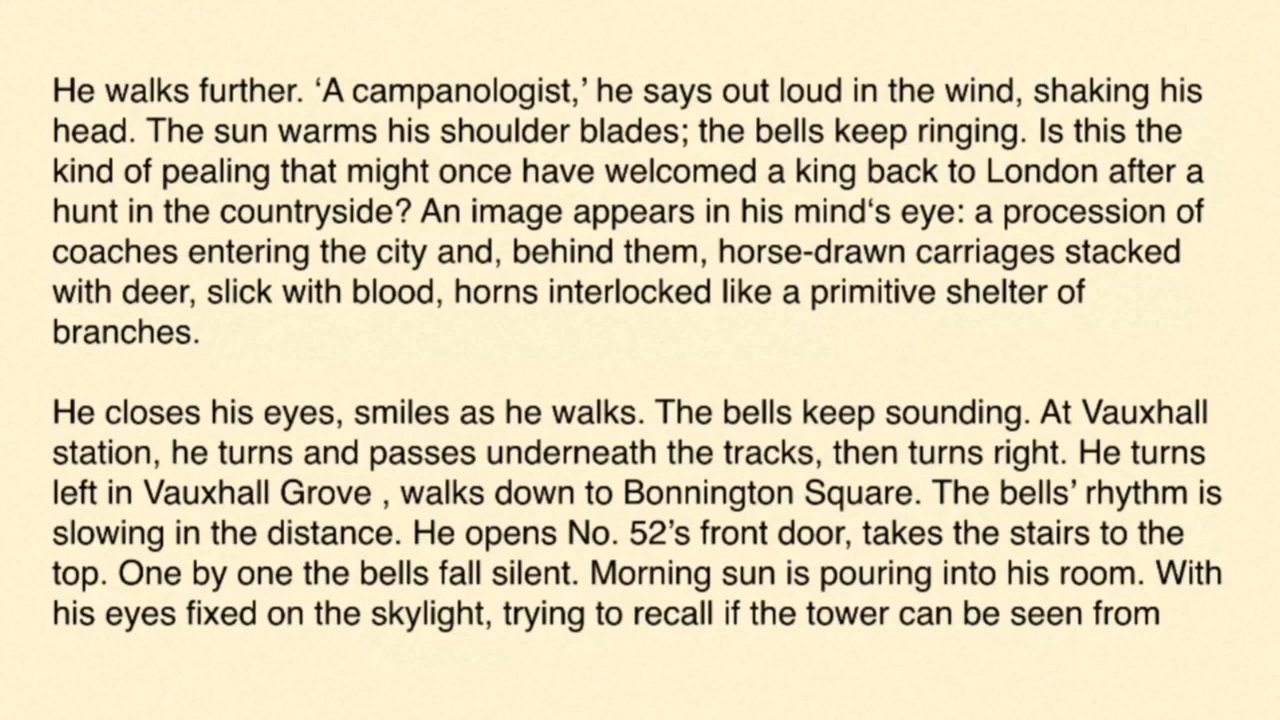 He walks further. ‘A campanologist,’ he says out loud in the wind, shaking his
head. The sun warms his shoulder blades; the bells keep ringing. Is this the
kind of pealing that might once have welcomed a king back to London after a
hunt in the countryside? An image appears in his mind‘s eye: a procession of
coaches entering the city and, behind them, horse-drawn carriages stacked
with deer, slick with blood, horns interlocked like a primitive shelter of
branches.
He closes his eyes, smiles as he walks. The bells keep sounding. At Vauxhall
station, he turns and passes underneath the tracks, then turns right. He turns
left in Vauxhall Grove , walks down to Bonnington Square. The bells’ rhythm is
slowing in the distance. He opens No. 52’s front door, takes the stairs to the
top. One by one the bells fall silent. Morning sun is pouring into his room. With
his eyes fixed on the skylight, trying to recall if the tower can be seen from